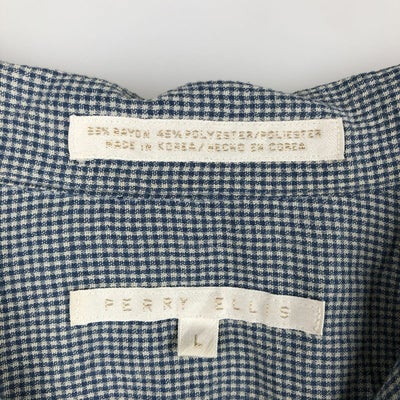 55% RAYON 45% POLYESTER/POLIESTER
MADE IN KOREA/HECHO EN COREA
PERRY ELLIS
L